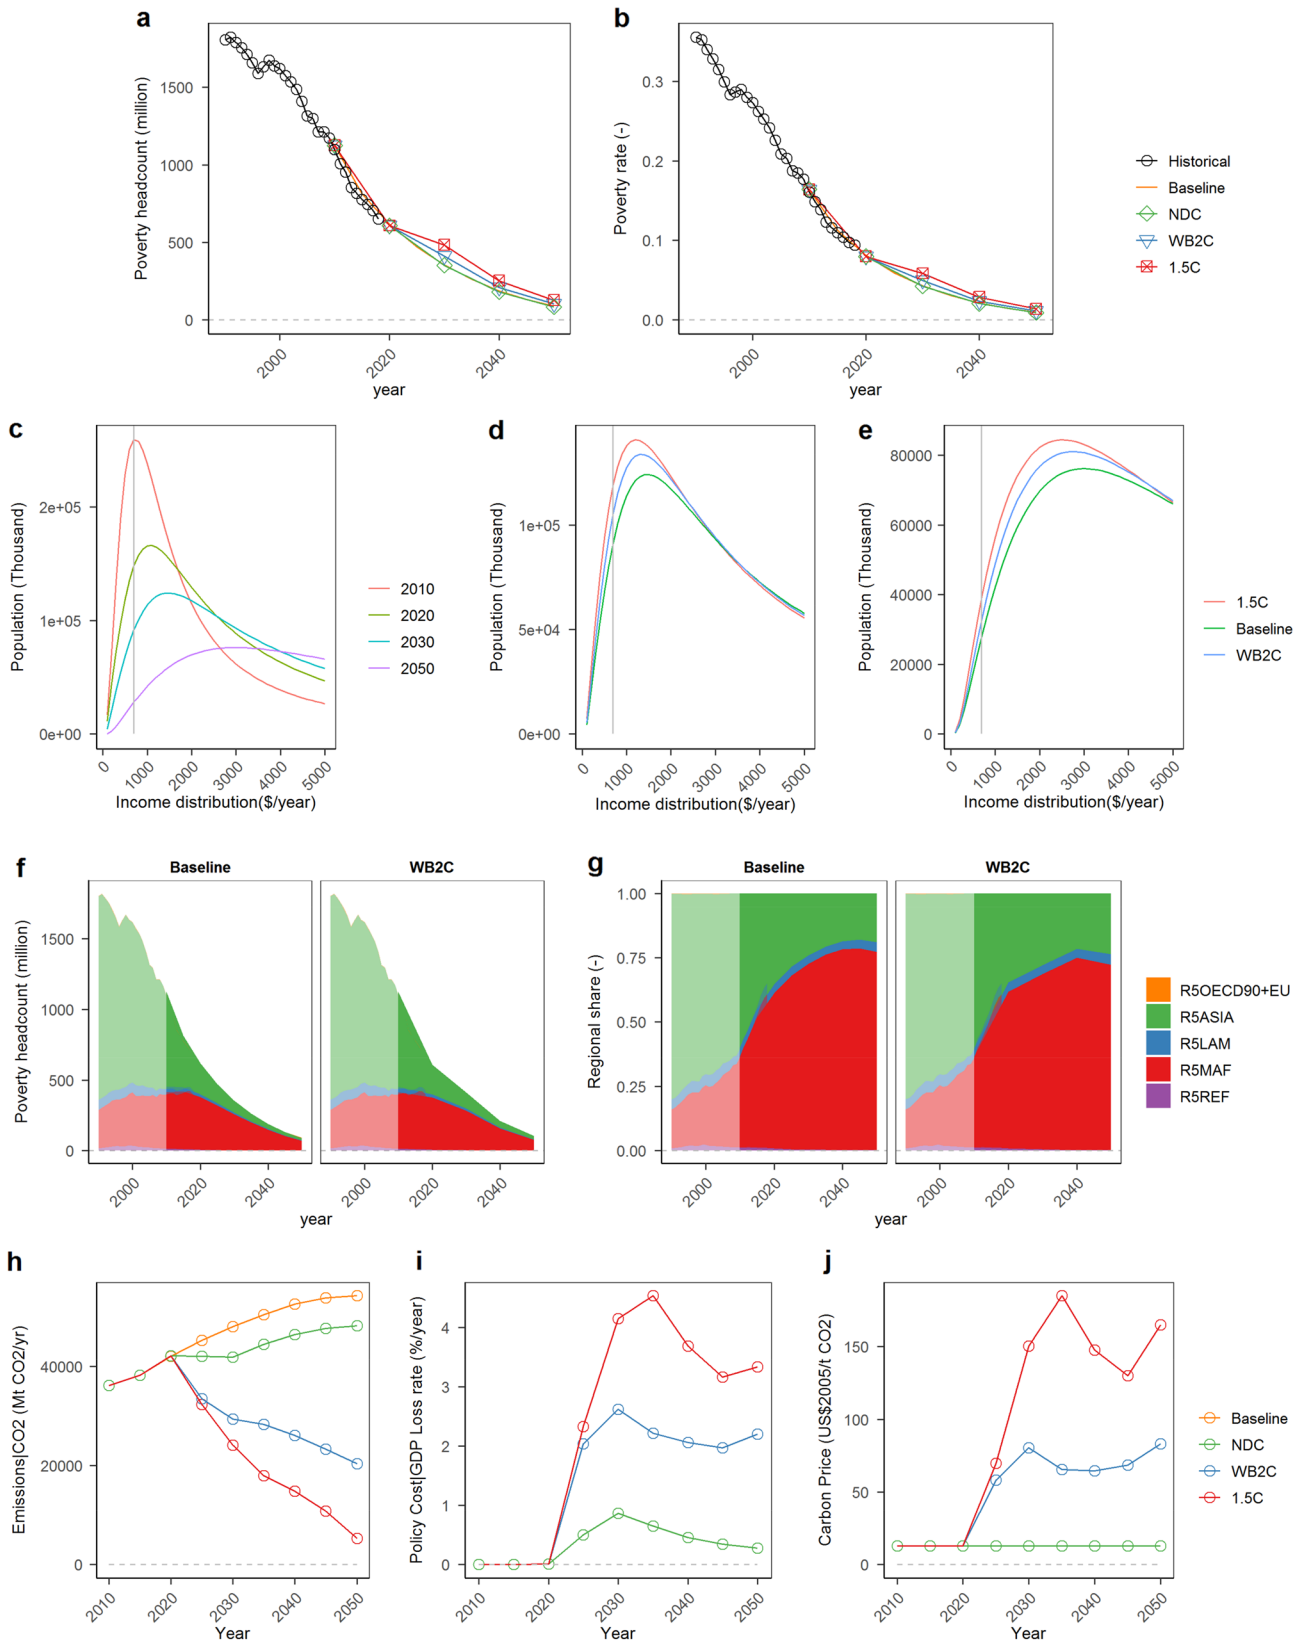 a
b
Poverty headcount (million)
1500
1000
500
0
2000
2020
2040
year
Poverty rate (-)
0.3
0.2
0.1
0.0
2000
2020
2040
year
Historical
Baseline
NDC
WB2C
1.5C
c
d
e
Population (Thousand)
2e+05
1e+05
0e+00
0
1000
2000
3000
4000
5000
Income distribution($/year)
2010
2020
2030
2050
Population (Thousand)
1e+05
5e+04
0e+00
0
1000
2000
3000
4000
5000
Income distribution($/year)
Population (Thousand)
80000
60000
40000
20000
0
0
1000
2000
3000
4000
5000
Income distribution($/year)
1.5C
Baseline
WB2C
f
g
Baseline
WB2C
Poverty headcount (million)
1500
1000
500
0
2000
2020
2040
2000
2020
2040
year
Baseline
WB2C
Regional share (-)
1.00
0.75
0.50
0.25
0.00
2000
2020
2040
2000
2020
2040
year
R5OECD90+EU
R5ASIA
R5LAM
R5MAF
R5REF
h
i
j
Emissions|CO2 (Mt CO2/yr)
40000
20000
0
2010
2020
2030
2040
2050
Year
Policy Cost|GDP Loss rate (%/year)
4
3
2
1
0
2010
2020
2030
2040
2050
Year
Carbon Price (US$2005/t CO2)
150
100
50
0
2010
2020
2030
2040
2050
Year
Baseline
NDC
WB2C
1.5C